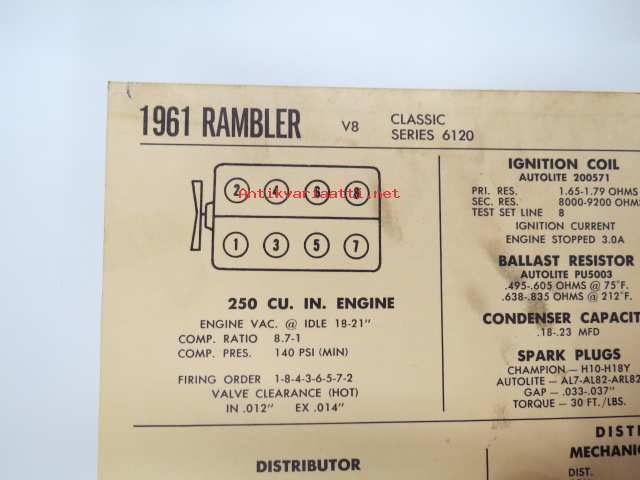 1961 RAMBLER V8 CLASSIC
SERIES 6120
2 4 6 8
Antikvariaatti.net
1 3 5 7
250 CU. IN. ENGINE
ENGINE VAC. @ IDLE 18-21"
COMP. RATIO 8.7-1
COMP. PRES. 140 PSI (MIN)
FIRING ORDER 1-8-4-3-6-5-7-2
VALVE CLEARANCE (HOT)
IN .012" EX .014"
DISTRIBUTOR
IGNITION COIL
AUTOLITE 200571
PRI. RES. 1.65-1.79 OHMS
SEC. RES. 8000-9200 OHMS
TEST SET LINE 8
IGNITION CURRENT
ENGINE STOPPED 3.0A
BALLAST RESISTOR
AUTOLITE PU5003
.495-.605 OHMS @ 75°F.
.638-.835 OHMS @ 212°F.
CONDENSER CAPACIT
.18-.23 MFD
SPARK PLUGS
CHAMPION — H10-H18Y
AUTOLITE — AL7-AL82-ARL82
GAP — .033-.037"
TORQUE — 30 FT./LBS.
DIST
MECHANIC
DIST.